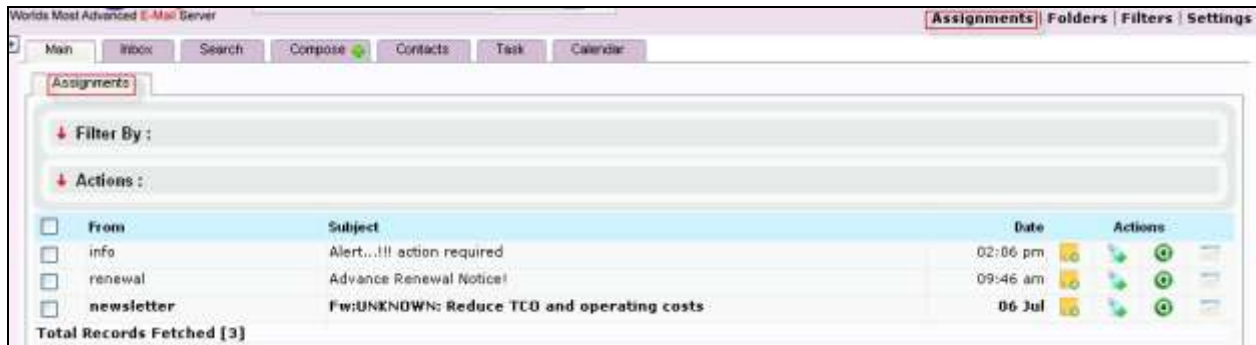 Worlds Most Advanced E-Mail Server
Assignments | Folders | Filters | Settings
Main Inbox Search Compose Contacts Task Calendar
Assignments
Filter By :
Actions :
From Subject Date Actions
info Alert...!!! action required 02:06 pm
renewal Advance Renewal Notice! 09:46 am
newsletter Fw:UNKNOWN: Reduce TCO and operating costs 06 Jul
Total Records Fetched [3]